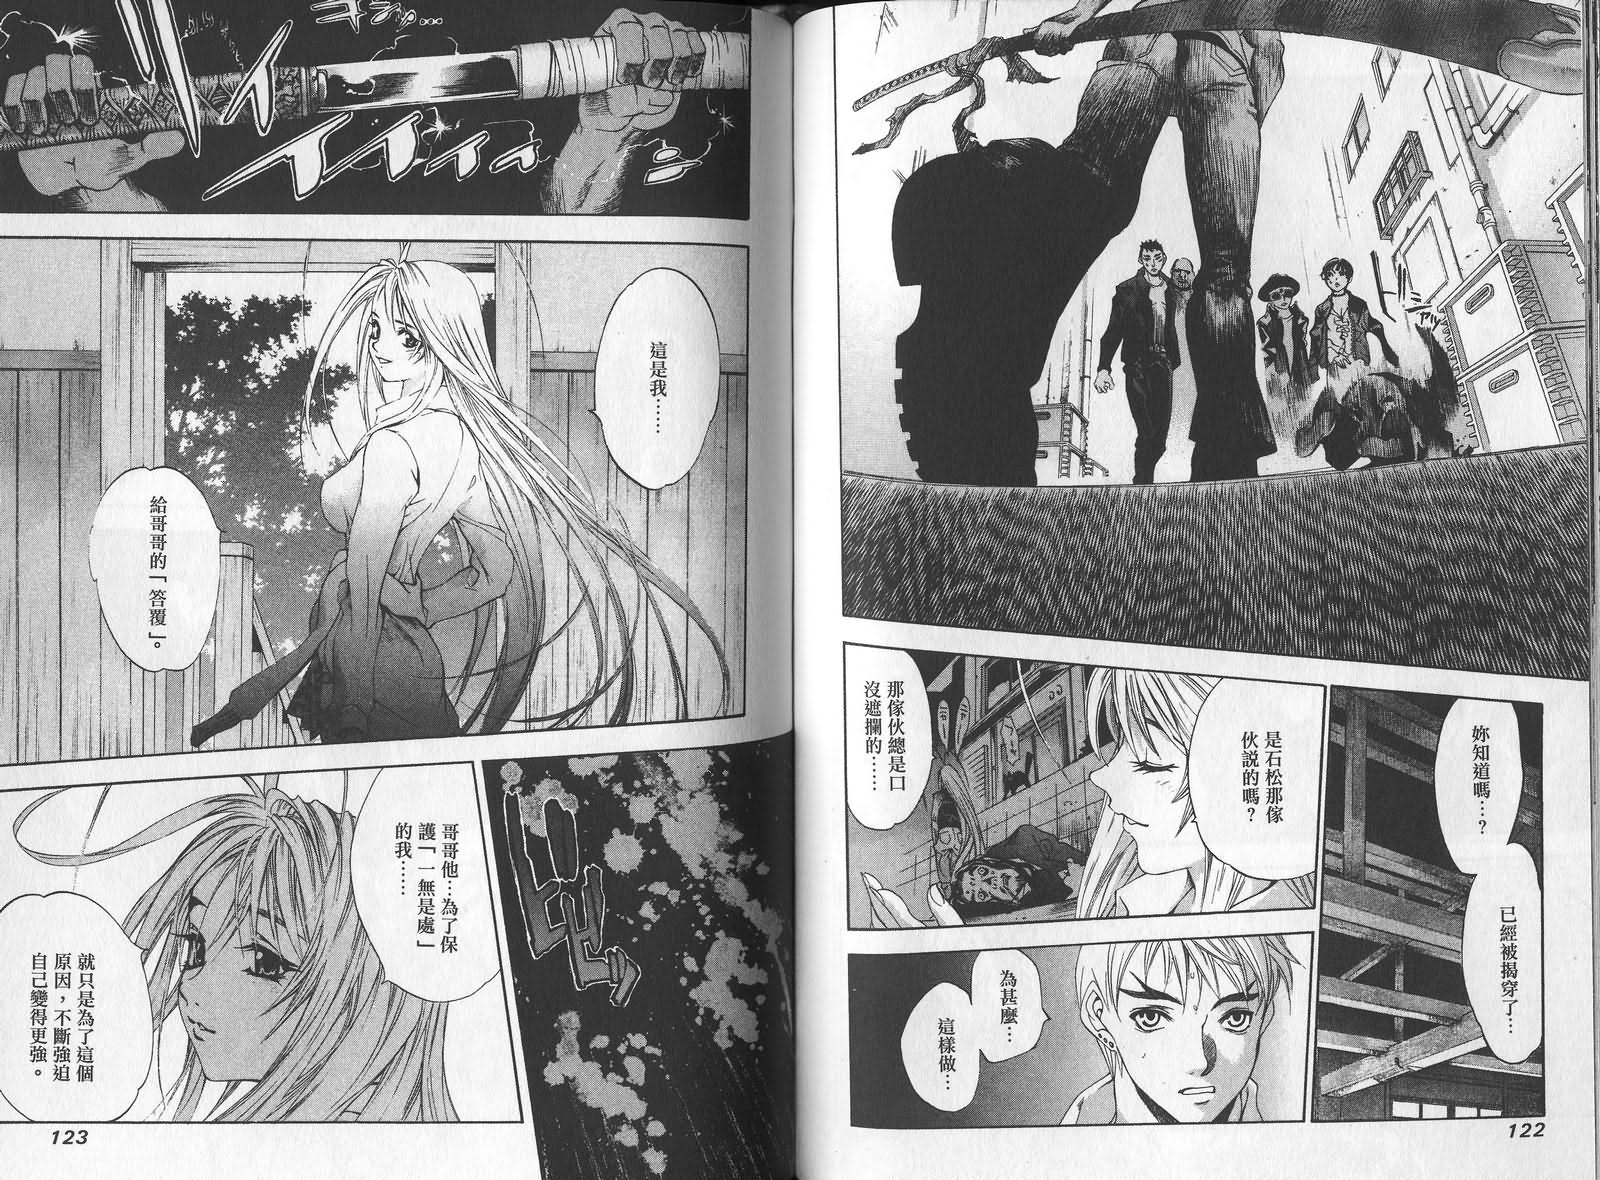 妳知道嗎…?
已經被揭穿了…
是石松那傢
伙説的嗎?
那傢伙總是口
沒遮攔的……
為甚麼…
這樣做…
122
這是我……
給哥哥的「答覆」。
哥哥他…為了保
護「一無是處」
的我……
就只是為了這個
原因，不斷強迫
自己變得更強。
123